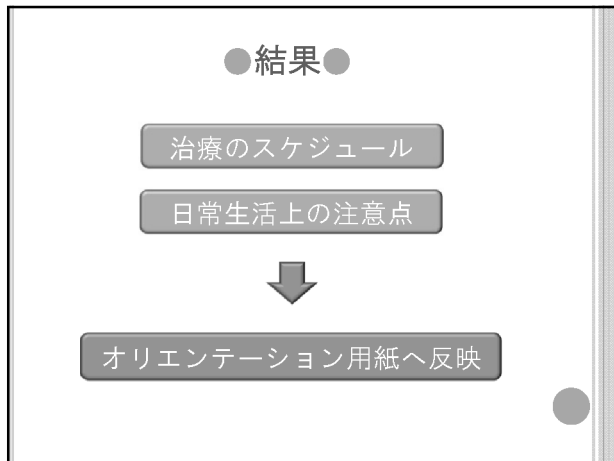 ●結果●
治療のスケジュール
日常生活上の注意点
オリエンテーション用紙へ反映